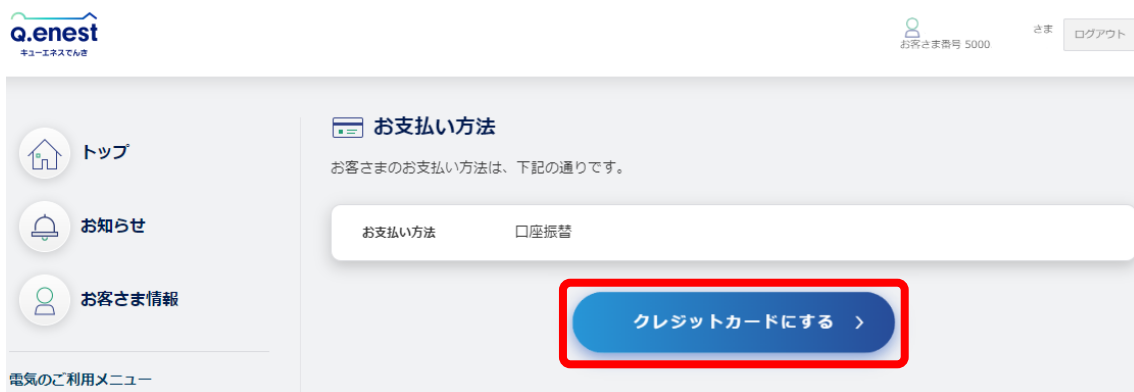 Q.enest
キューエネスでんき
お客さま番号 5000
さま
ログアウト
トップ
お知らせ
お客さま情報
電気のご利用メニュー
お支払い方法
お客さまのお支払い方法は、下記の通りです。
お支払い方法 口座振替
クレジットカードにする